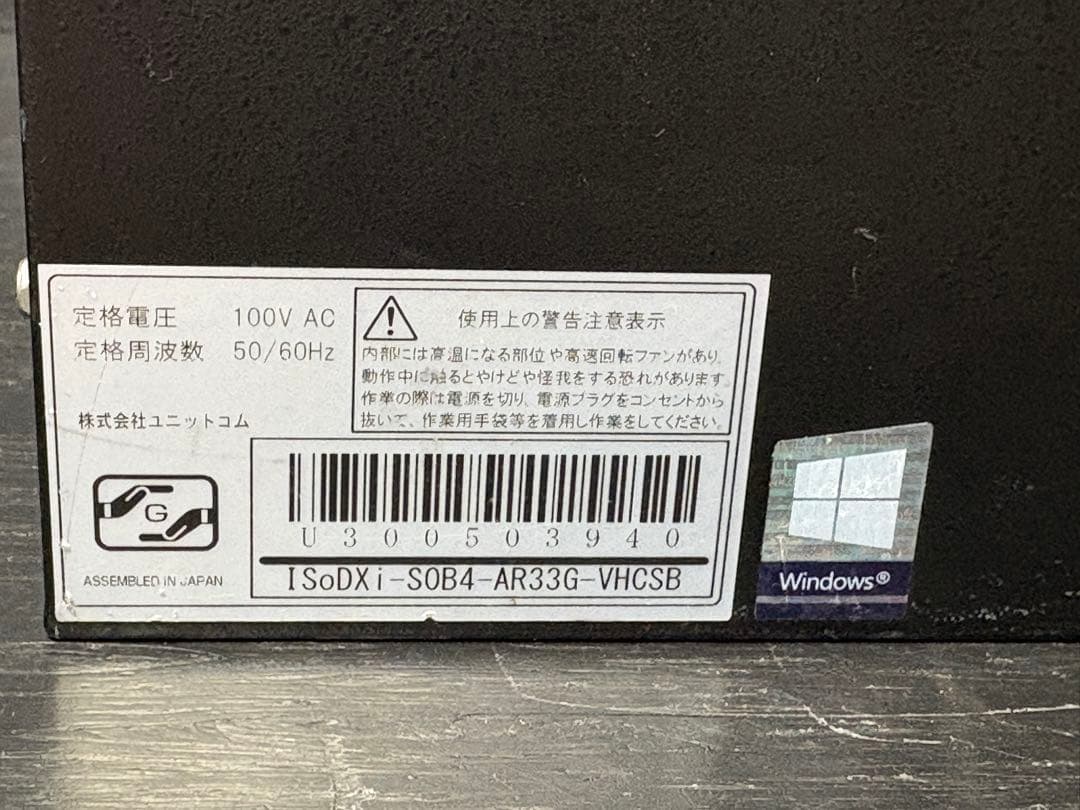 定格電圧 100V AC
定格周波数 50/60Hz
株式会社ユニットコム
使用上の警告注意表示
内部には高温になる部位や高速回転ファンがあり、
動作中に触るとやけどや怪我をする恐れがあります
作業の際は電源を切り、電源プラグをコンセントから
抜いて、作業用手袋等を着用し作業をしてください。
G
ASSEMBLED IN JAPAN
U300503940
ISoDXi-S0B4-AR33G-VHCSB
Windows®